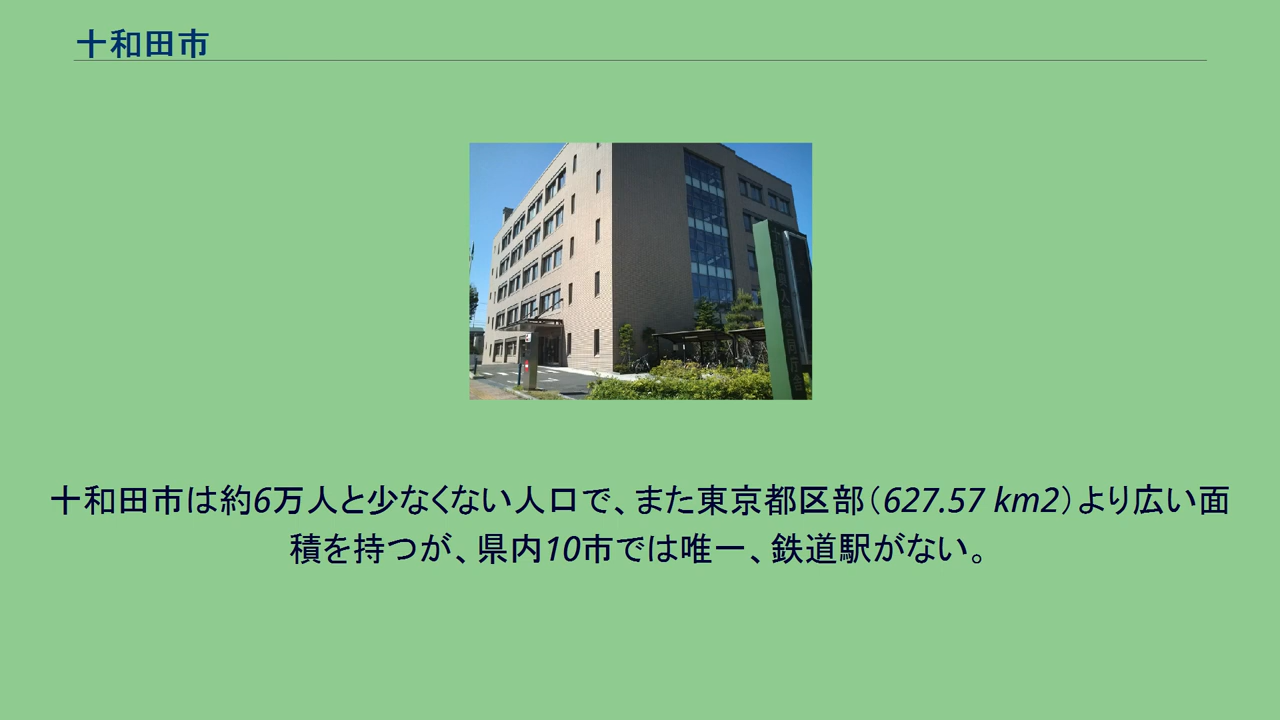 十和田市
十和田市は約6万人と少なくない人口で、また東京都区部（627.57 km2）より広い面
積を持つが、県内10市では唯一、鉄道駅がない。